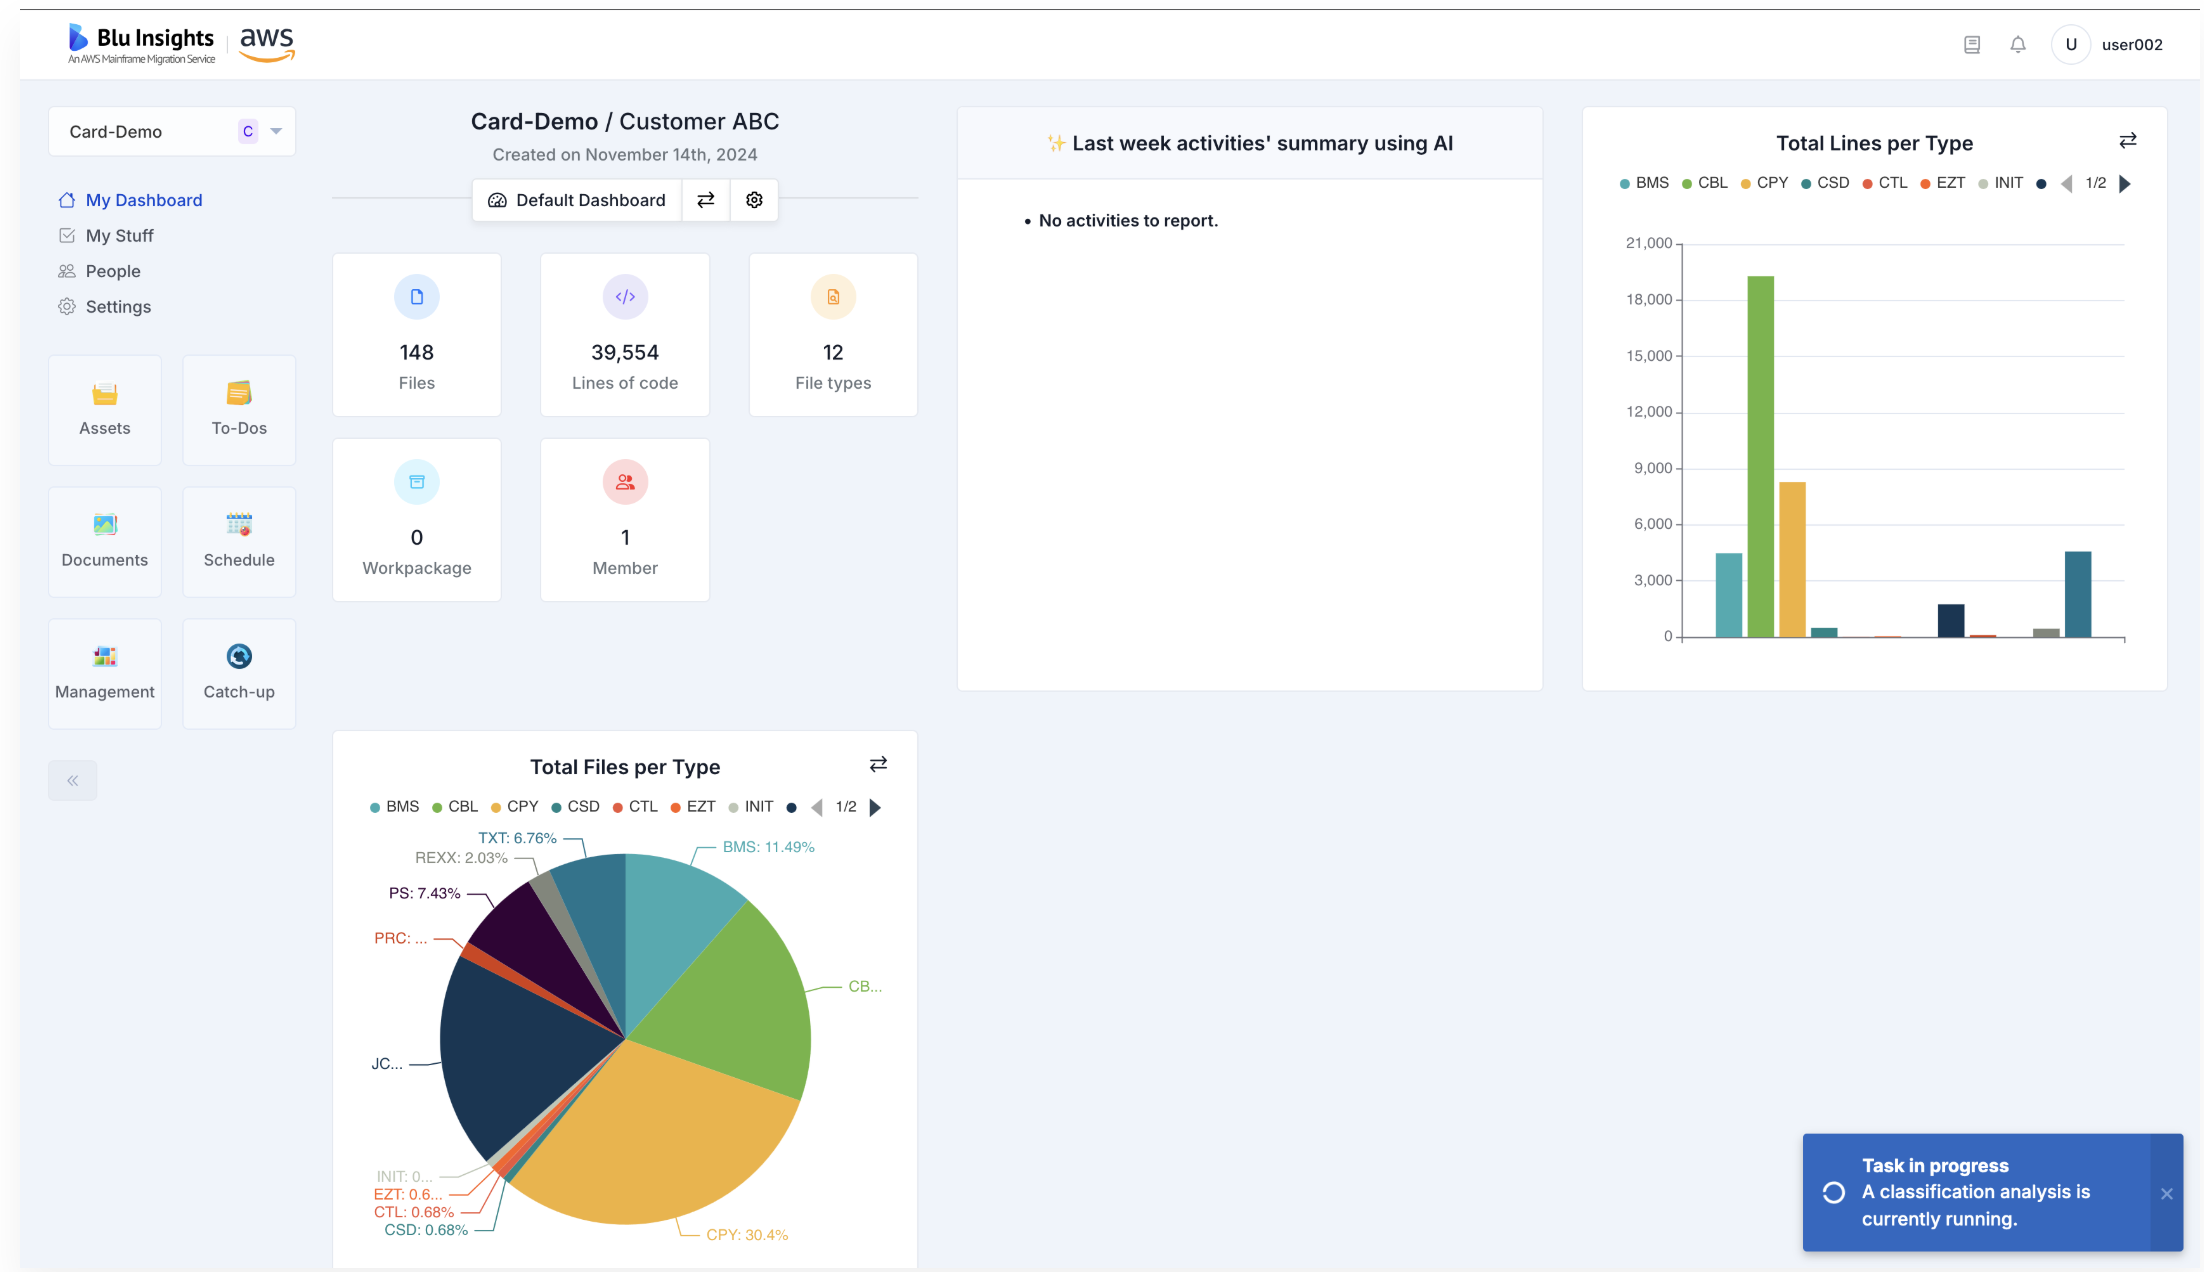 Blu Insights
An AWS Mainframe Migration Service
aws
U
user002
Card-Demo
C
My Dashboard
My Stuff
People
Settings
Assets
To-Dos
Documents
Schedule
Management
Catch-up
Card-Demo / Customer ABC
Created on November 14th, 2024
Default Dashboard
148
Files
39,554
Lines of code
12
File types
0
Workpackage
1
Member
✨ Last week activities' summary using AI
• No activities to report.
Total Lines per Type
BMS CBL CPY CSD CTL EZT INIT 1/2
21,000
18,000
15,000
12,000
9,000
6,000
3,000
0
Total Files per Type
BMS CBL CPY CSD CTL EZT INIT 1/2
TXT: 6.76%
BMS: 11.49%
REXX: 2.03%
PS: 7.43%
PRC: ...
CB...
JC...
INIT: 0...
EZT: 0.6...
CTL: 0.68%
CSD: 0.68%
CPY: 30.4%
Task in progress
A classification analysis is
currently running.